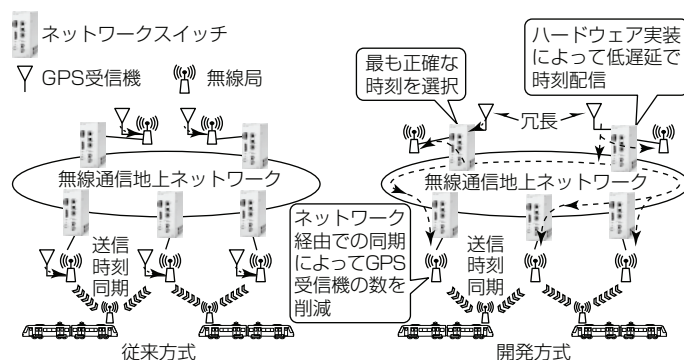 ネットワークスイッチ
GPS受信機
無線局
無線通信地上ネットワーク
送信
時刻
同期
従来方式
最も正確な
時刻を選択
冗長
ハードウェア実装
によって低遅延で
時刻配信
無線通信地上ネットワーク
ネットワーク
経由での同期
によってGPS
受信機の数を
削減
送信
時刻
同期
開発方式